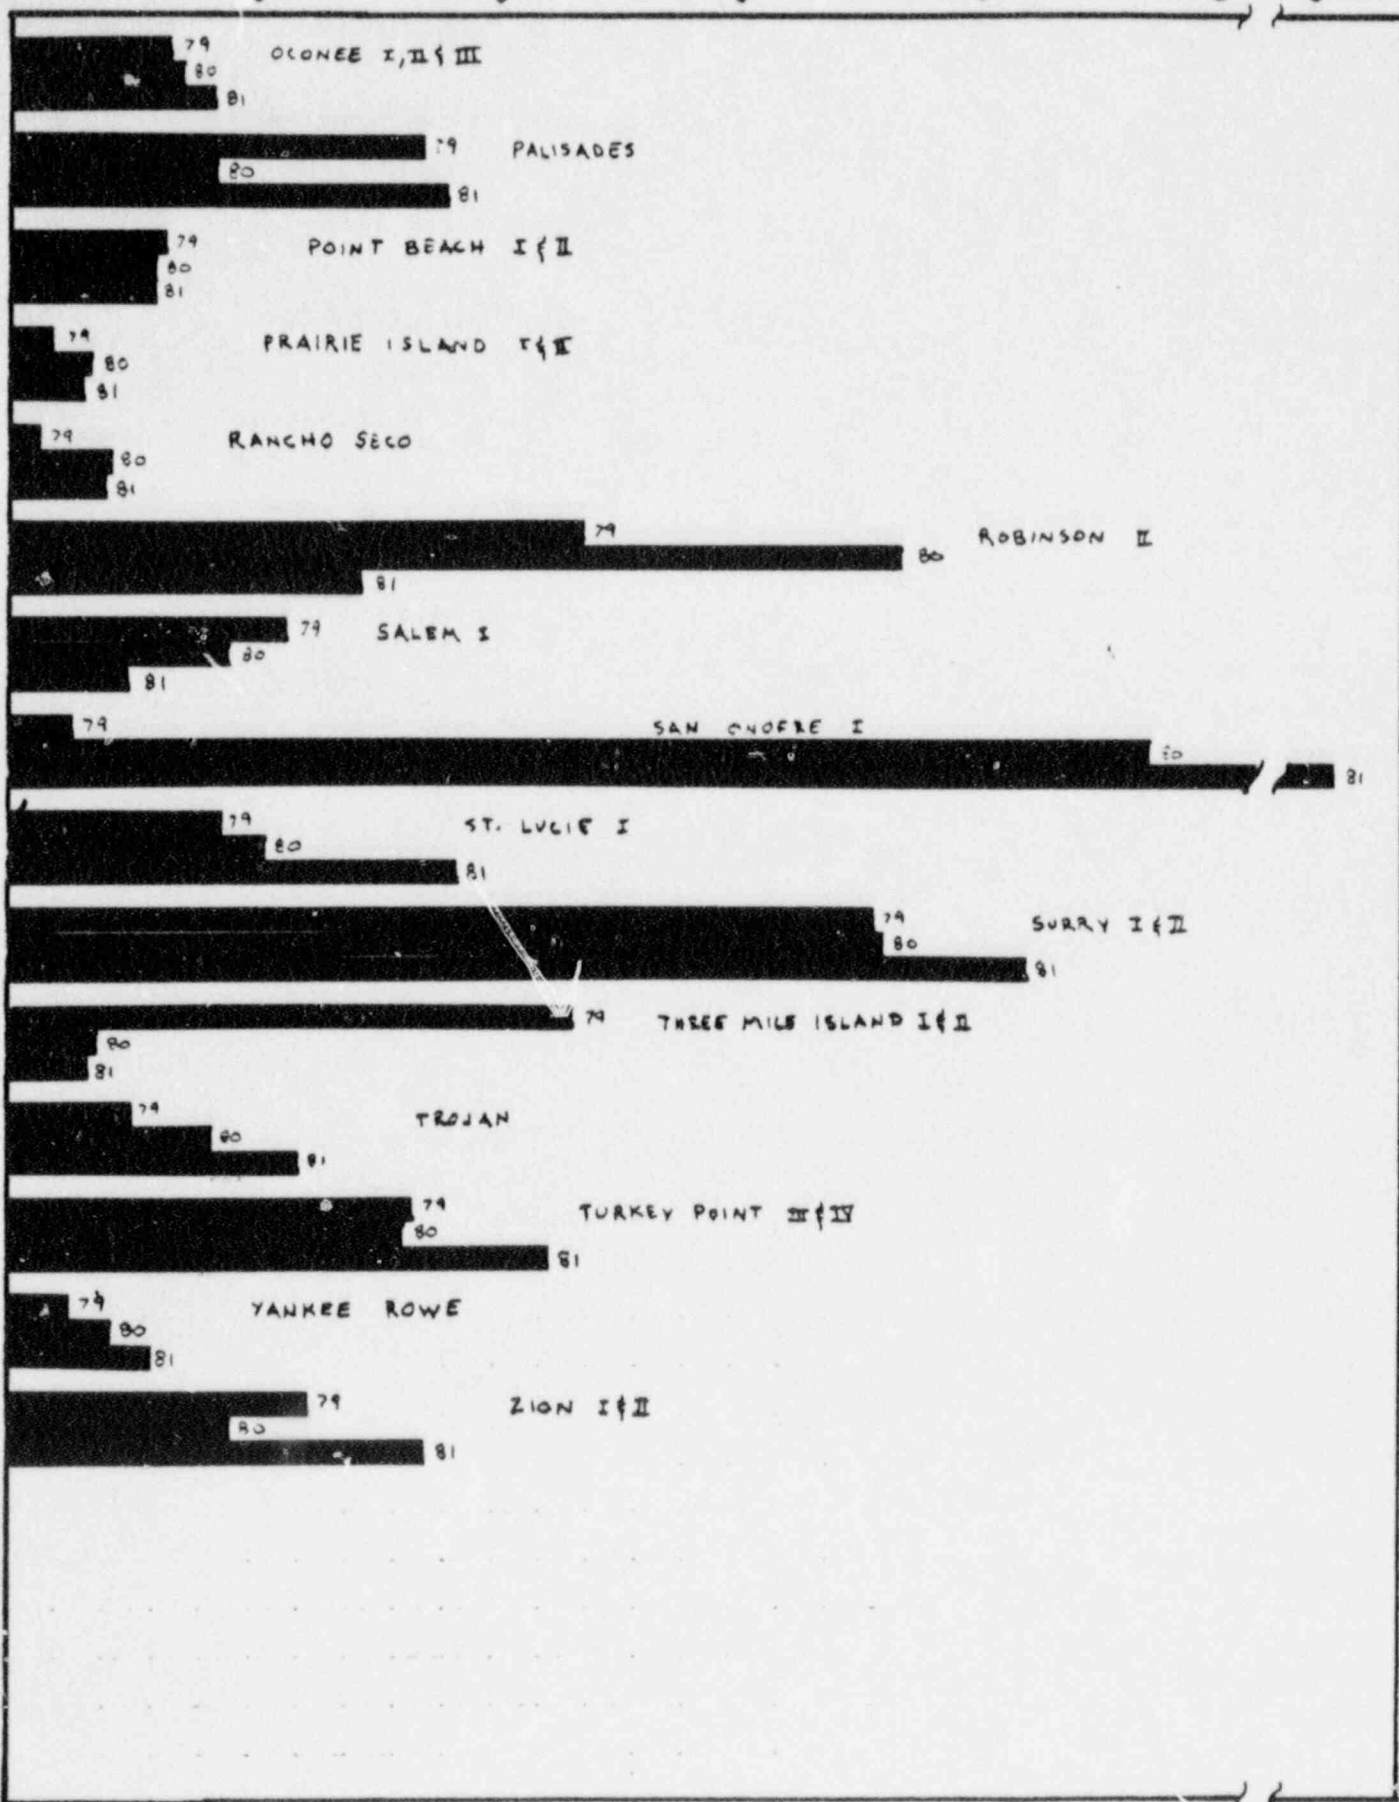 79 OCONEE I, II & III
80
81
79 PALISADES
80
81
79 POINT BEACH I & II
80
81
79 PRAIRIE ISLAND I & II
80
81
79 RANCHO SECO
80
81
79 ROBINSON II
80
81
79 SALEM I
80
81
79 SAN ONOFRE I
80
81
79 ST. LUCIE I
80
81
79 SURRY I & II
80
81
79 THREE MILE ISLAND I & II
80
81
79 TROJAN
80
81
79 TURKEY POINT III & IV
80
81
79 YANKEE ROWE
80
81
79 ZION I & II
80
81